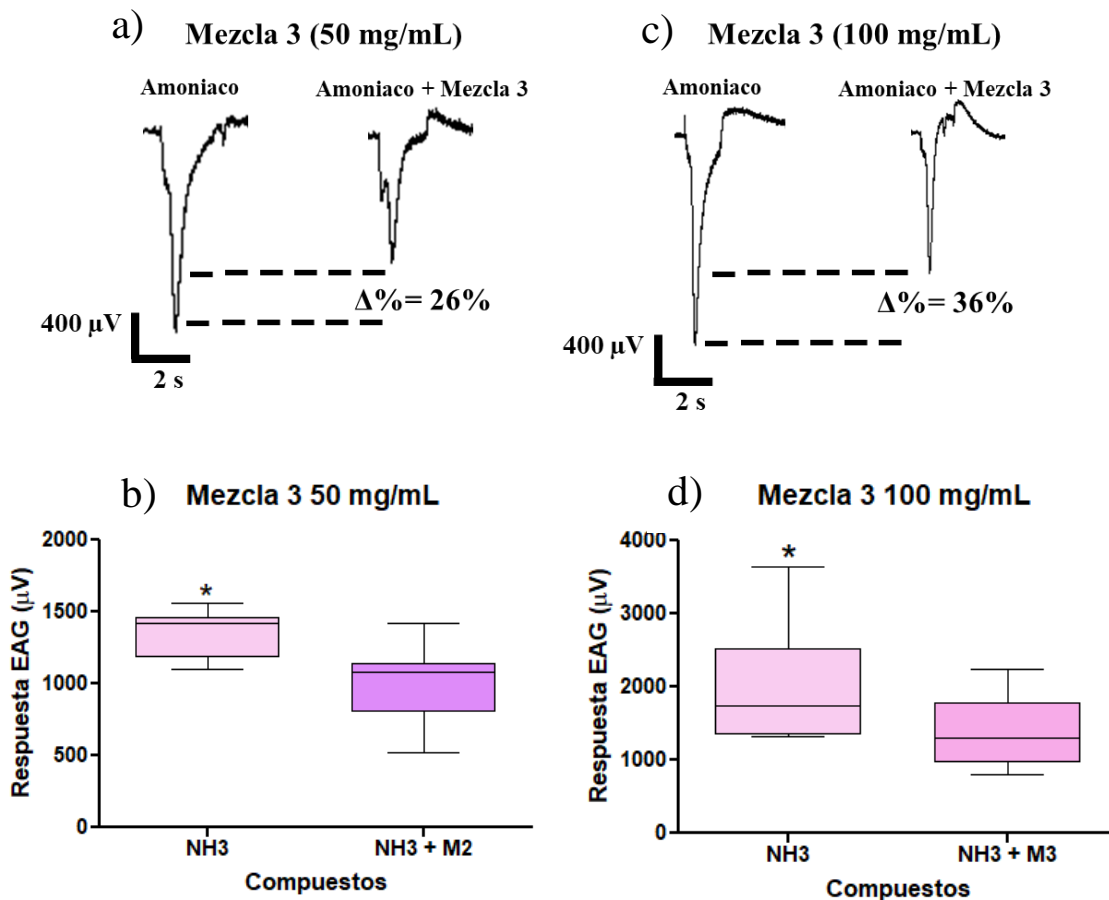 a)
Mezcla 3 (50 mg/mL)
Amoniaco
Amoniaco + Mezcla 3
Δ%= 26%
400 µV
2 s
c)
Mezcla 3 (100 mg/mL)
Amoniaco
Amoniaco + Mezcla 3
Δ%= 36%
400 µV
2 s
b)
Mezcla 3 50 mg/mL
Respuesta EAG (µV)
2000
1500
1000
500
0
*
NH3
NH3 + M2
Compuestos
d)
Mezcla 3 100 mg/mL
Respuesta EAG (µV)
4000
3000
2000
1000
0
*
NH3
NH3 + M3
Compuestos